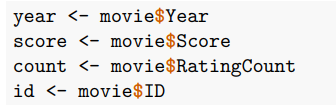 year <- movie$Year
score <- movie$Score
count <- movie$RatingCount
id <- movie$ID